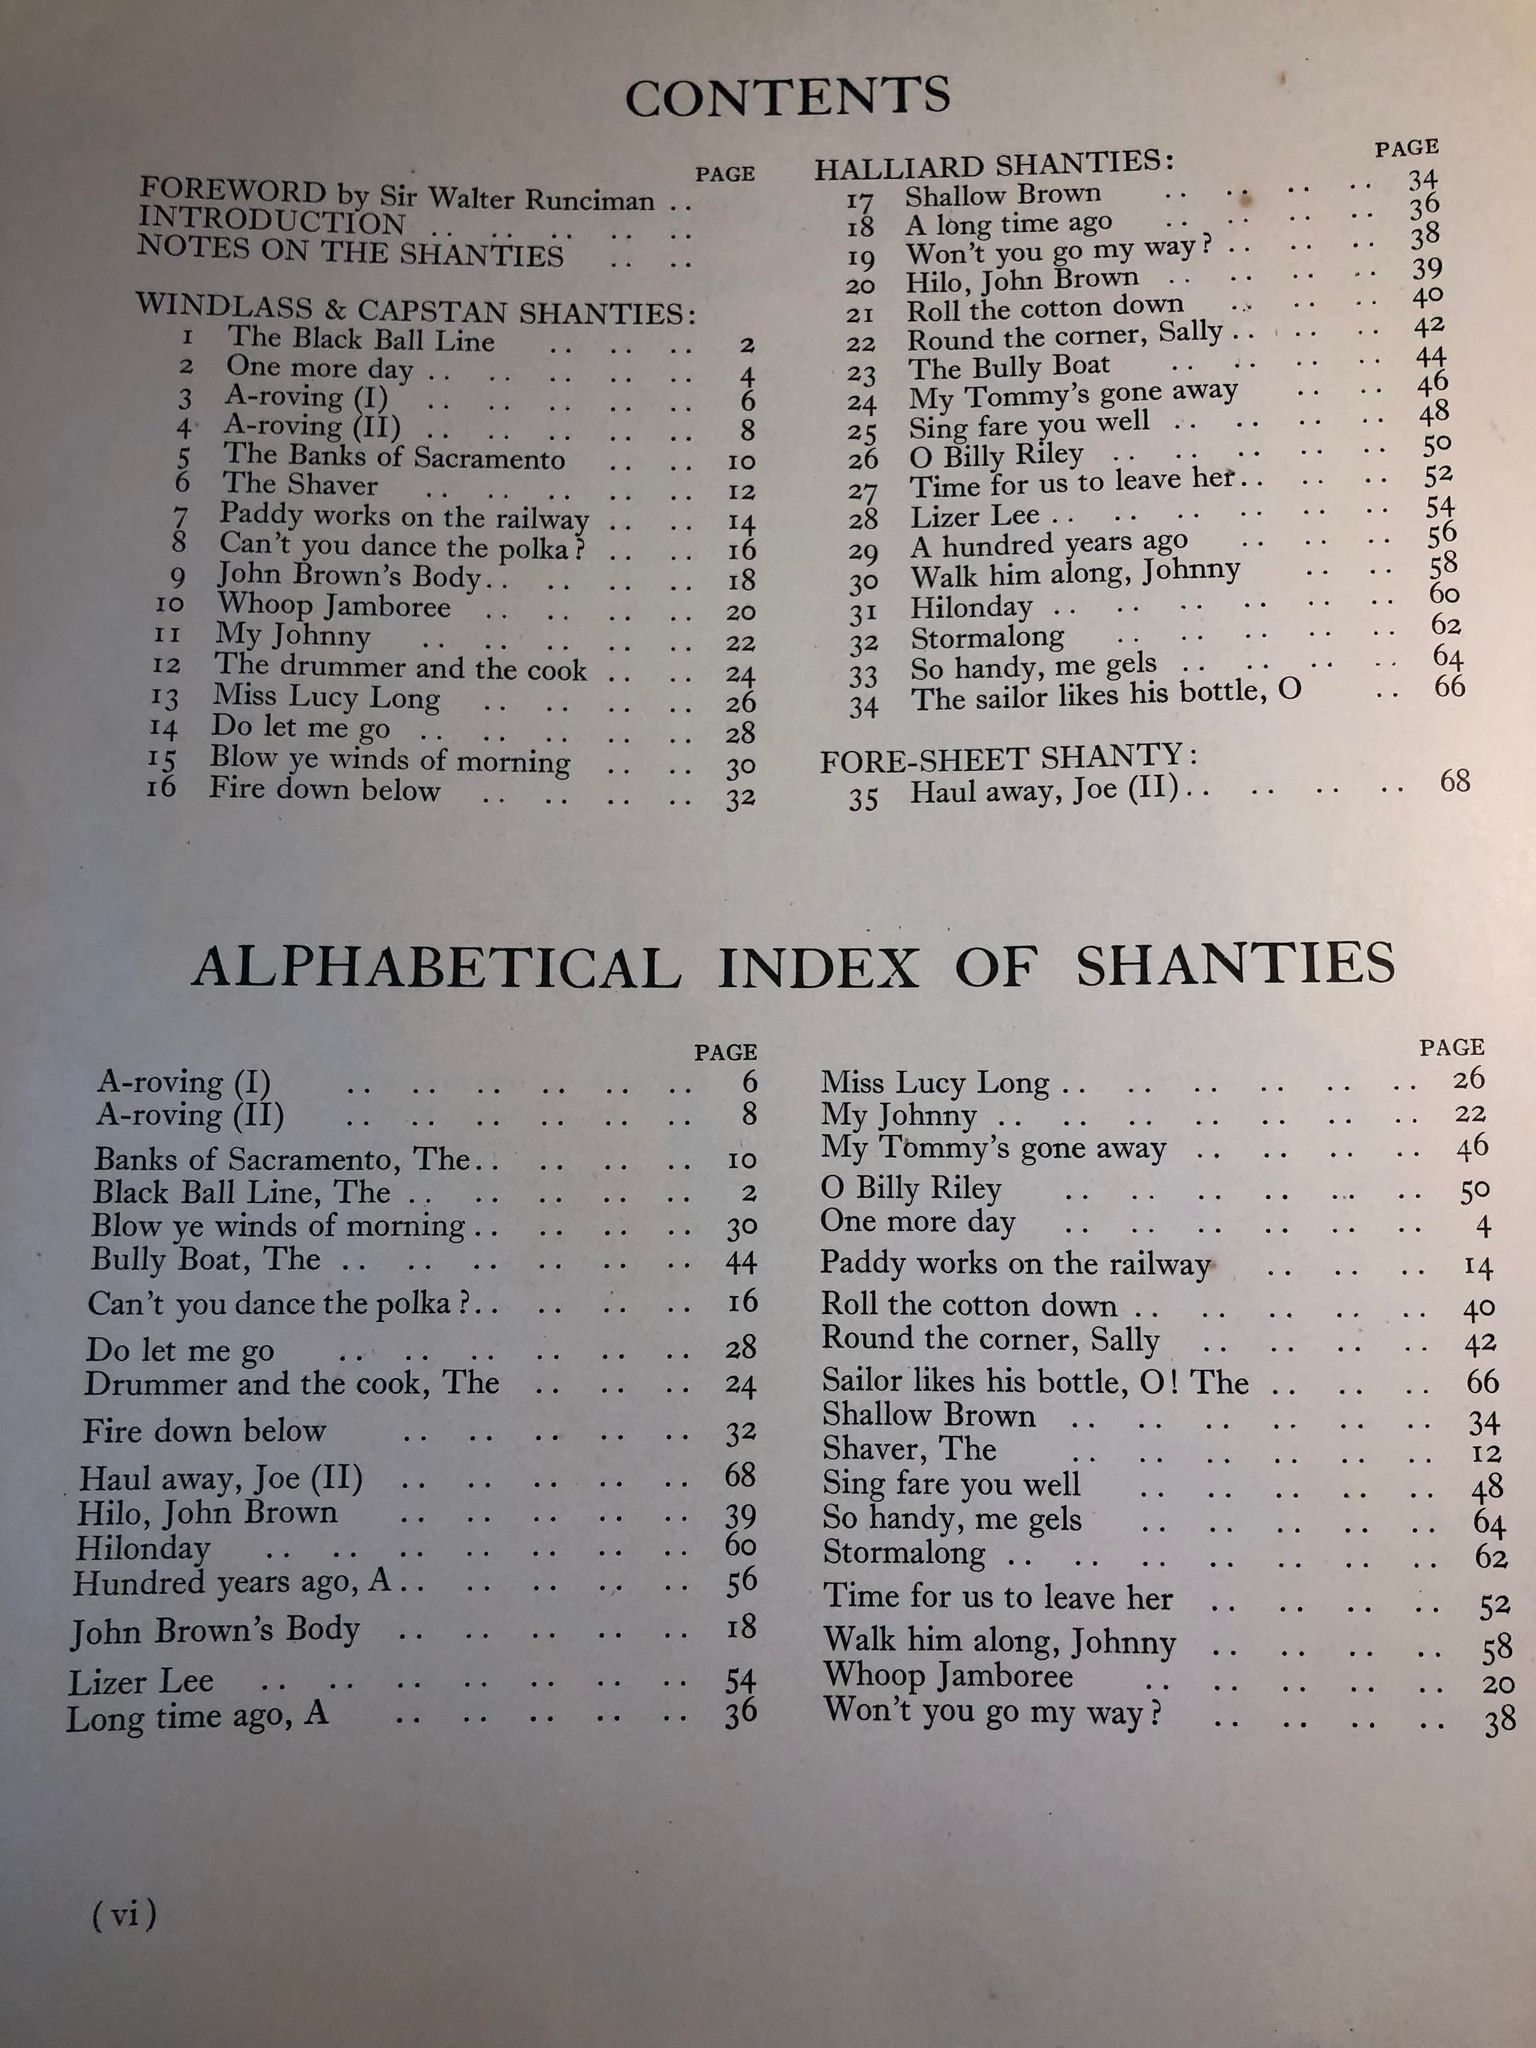 CONTENTS
PAGE
FOREWORD by Sir Walter Runciman ..
INTRODUCTION .. .. .. .. ..
NOTES ON THE SHANTIES .. ..
WINDLASS & CAPSTAN SHANTIES:
1 The Black Ball Line .. .. .. 2
2 One more day .. .. .. .. .. 4
3 A-roving (I) .. .. .. .. .. 6
4 A-roving (II) .. .. .. .. .. 8
5 The Banks of Sacramento .. .. 10
6 The Shaver .. .. .. .. .. 12
7 Paddy works on the railway .. .. 14
8 Can't you dance the polka? .. .. 16
9 John Brown's Body .. .. .. .. 18
10 Whoop Jamboree .. .. .. .. 20
11 My Johnny .. .. .. .. .. 22
12 The drummer and the cook .. .. 24
13 Miss Lucy Long .. .. .. .. 26
14 Do let me go .. .. .. .. .. 28
15 Blow ye winds of morning .. .. 30
16 Fire down below .. .. .. .. 32
PAGE
HALLIARD SHANTIES:
17 Shallow Brown .. .. .. .. 34
18 A long time ago .. .. .. .. 36
19 Won't you go my way? .. .. .. 38
20 Hilo, John Brown .. .. .. .. 39
21 Roll the cotton down .. .. .. 40
22 Round the corner, Sally .. .. .. 42
23 The Bully Boat .. .. .. .. 44
24 My Tommy's gone away .. .. 46
25 Sing fare you well .. .. .. .. 48
26 O Billy Riley .. .. .. .. .. 50
27 Time for us to leave her .. .. .. 52
28 Lizer Lee .. .. .. .. .. .. 54
29 A hundred years ago .. .. .. 56
30 Walk him along, Johnny .. .. 58
31 Hilonday .. .. .. .. .. .. 60
32 Stormalong .. .. .. .. .. 62
33 So handy, me gels .. .. .. .. 64
34 The sailor likes his bottle, O .. 66
FORE-SHEET SHANTY:
35 Haul away, Joe (II) .. .. .. .. 68
ALPHABETICAL INDEX OF SHANTIES
PAGE
A-roving (I) .. .. .. .. .. .. 6
A-roving (II) .. .. .. .. .. .. 8
Banks of Sacramento, The .. .. .. .. 10
Black Ball Line, The .. .. .. .. .. 2
Blow ye winds of morning .. .. .. .. 30
Bully Boat, The .. .. .. .. .. .. 44
Can't you dance the polka? .. .. .. .. 16
Do let me go .. .. .. .. .. .. 28
Drummer and the cook, The .. .. .. 24
Fire down below .. .. .. .. .. 32
Haul away, Joe (II) .. .. .. .. .. 68
Hilo, John Brown .. .. .. .. .. 39
Hilonday .. .. .. .. .. .. .. 60
Hundred years ago, A .. .. .. .. .. 56
John Brown's Body .. .. .. .. .. 18
Lizer Lee .. .. .. .. .. .. .. 54
Long time ago, A .. .. .. .. .. 36
PAGE
Miss Lucy Long .. .. .. .. .. .. 26
My Johnny .. .. .. .. .. .. .. 22
My Tommy's gone away .. .. .. .. 46
O Billy Riley .. .. .. .. .. .. 50
One more day .. .. .. .. .. .. 4
Paddy works on the railway .. .. .. 14
Roll the cotton down .. .. .. .. .. 40
Round the corner, Sally .. .. .. .. 42
Sailor likes his bottle, O! The .. .. .. 66
Shallow Brown .. .. .. .. .. .. 34
Shaver, The .. .. .. .. .. .. 12
Sing fare you well .. .. .. .. .. 48
So handy, me gels .. .. .. .. .. 64
Stormalong .. .. .. .. .. .. .. 62
Time for us to leave her .. .. .. .. 52
Walk him along, Johnny .. .. .. .. 58
Whoop Jamboree .. .. .. .. .. 20
Won't you go my way? .. .. .. .. 38
(vi)